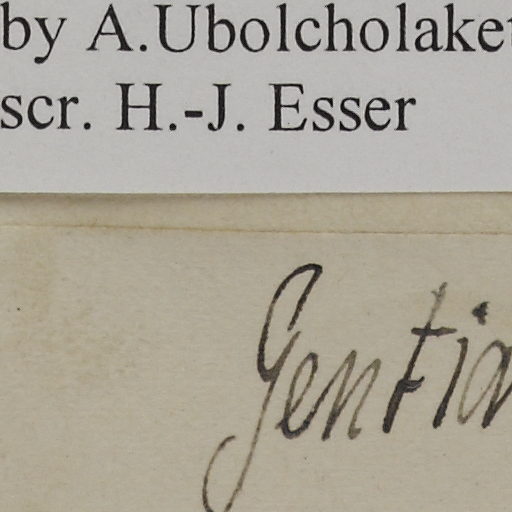 by A.Ubolcholaket
scr. H.-J. Esser
Gentia